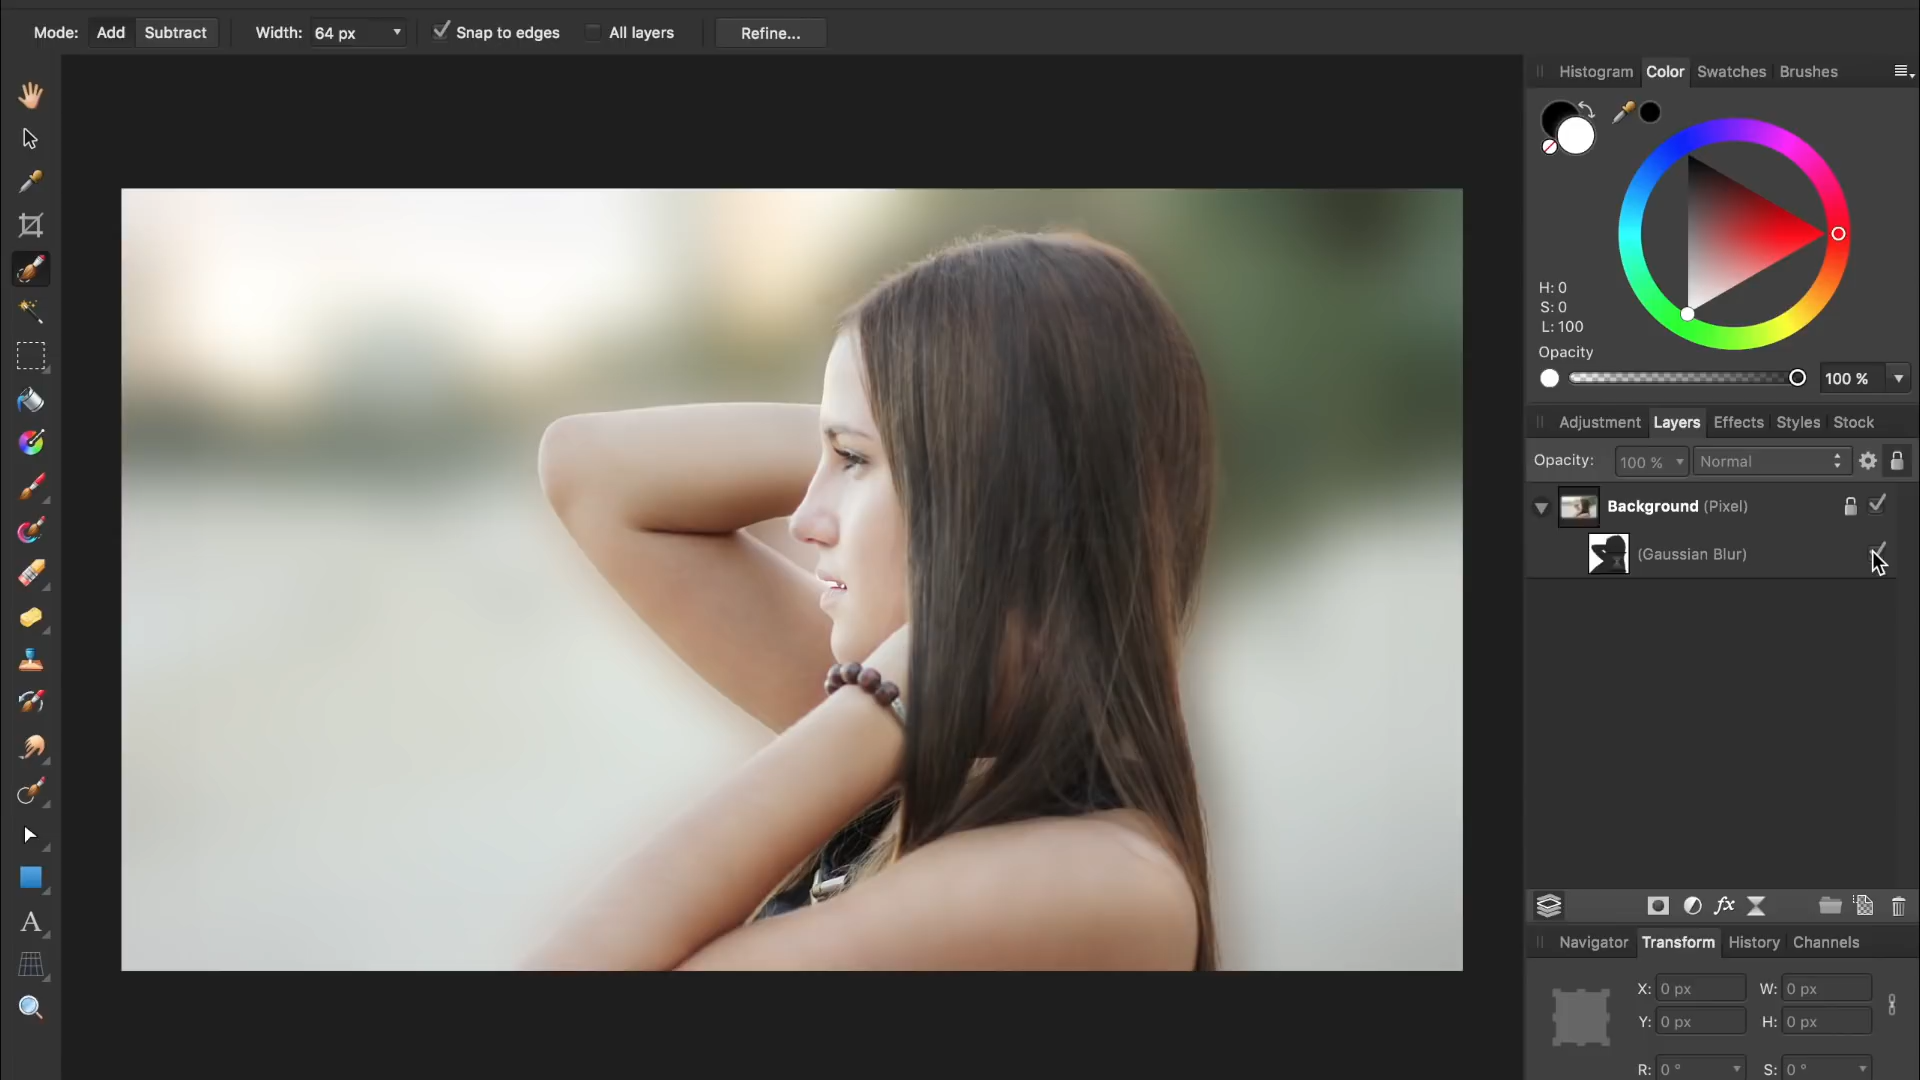 Mode: Add Subtract Width: 64 px Snap to edges All layers Refine...
Histogram Color Swatches Brushes
H: 0
S: 0
L: 100
Opacity
100 %
Adjustment Layers Effects Styles Stock
Opacity: 100 % Normal
Background (Pixel)
(Gaussian Blur)
fx
Navigator Transform History Channels
X: 0 px W: 0 px
Y: 0 px H: 0 px
R: 0 ° S: 0 °
A